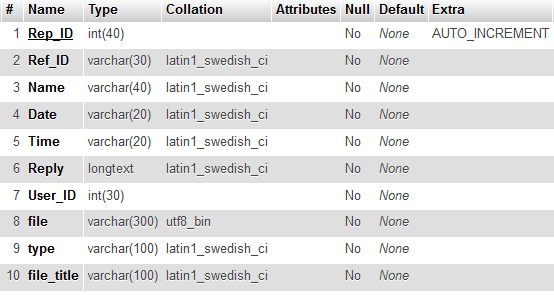 # Name Type Collation Attributes Null Default Extra
1 Rep_ID int(40) No None AUTO_INCREMENT
2 Ref_ID varchar(30) latin1_swedish_ci No None
3 Name varchar(40) latin1_swedish_ci No None
4 Date varchar(20) latin1_swedish_ci No None
5 Time varchar(20) latin1_swedish_ci No None
6 Reply longtext latin1_swedish_ci No None
7 User_ID int(30) No None
8 file varchar(300) utf8_bin No None
9 type varchar(100) latin1_swedish_ci No None
10 file_title varchar(100) latin1_swedish_ci No None